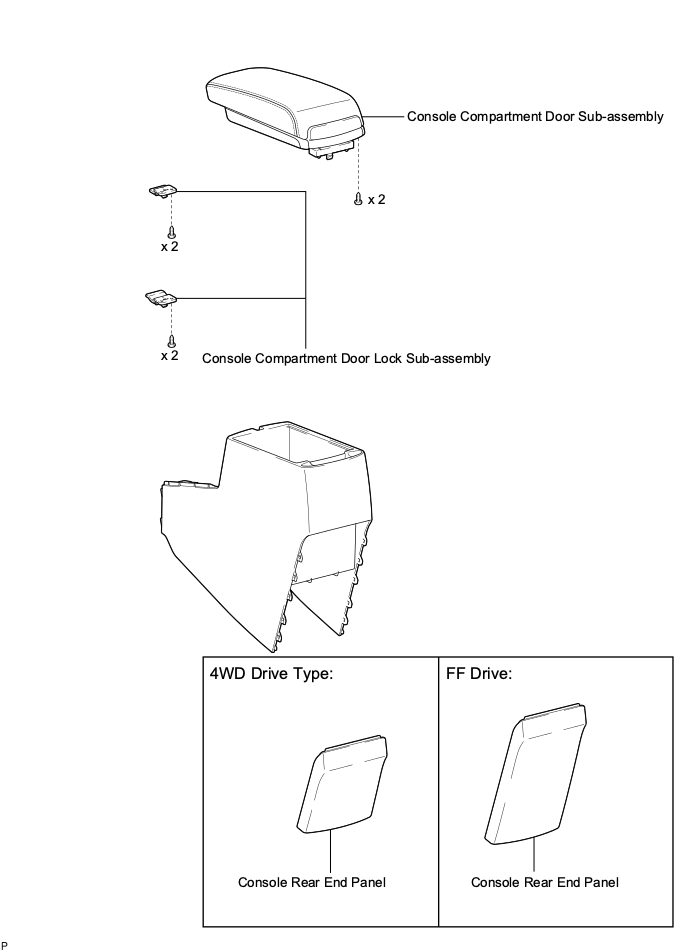 Console Compartment Door Sub-assembly
x 2
x 2
x 2
Console Compartment Door Lock Sub-assembly
4WD Drive Type:
FF Drive:
Console Rear End Panel
Console Rear End Panel
P